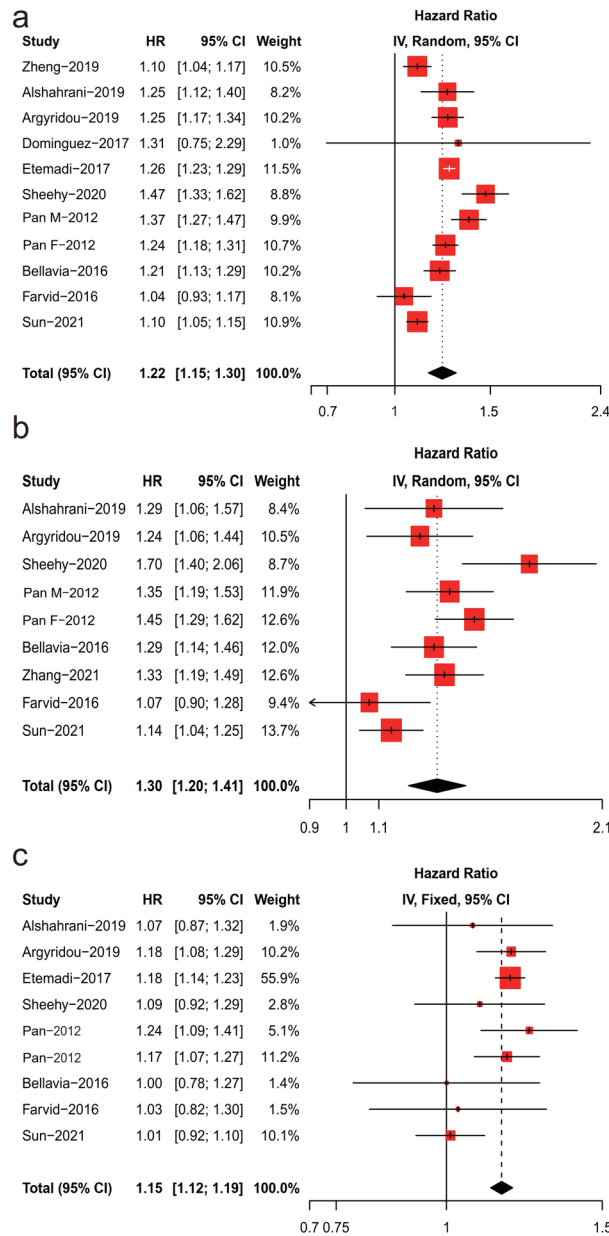 a
Hazard Ratio
Study HR 95% CI Weight IV, Random, 95% CI
Zheng−2019 1.10 [1.04; 1.17] 10.5%
Alshahrani−2019 1.25 [1.12; 1.40] 8.2%
Argyridou−2019 1.25 [1.17; 1.34] 10.2%
Dominguez−2017 1.31 [0.75; 2.29] 1.0%
Etemadi−2017 1.26 [1.23; 1.29] 11.5%
Sheehy−2020 1.47 [1.33; 1.62] 8.8%
Pan M−2012 1.37 [1.27; 1.47] 9.9%
Pan F−2012 1.24 [1.18; 1.31] 10.7%
Bellavia−2016 1.21 [1.13; 1.29] 10.2%
Farvid−2016 1.04 [0.93; 1.17] 8.1%
Sun−2021 1.10 [1.05; 1.15] 10.9%
Total (95% CI) 1.22 [1.15; 1.30] 100.0%
0.7 1 1.5 2.4
b
Hazard Ratio
Study HR 95% CI Weight IV, Random, 95% CI
Alshahrani−2019 1.29 [1.06; 1.57] 8.4%
Argyridou−2019 1.24 [1.06; 1.44] 10.5%
Sheehy−2020 1.70 [1.40; 2.06] 8.7%
Pan M−2012 1.35 [1.19; 1.53] 11.9%
Pan F−2012 1.45 [1.29; 1.62] 12.6%
Bellavia−2016 1.29 [1.14; 1.46] 12.0%
Zhang−2021 1.33 [1.19; 1.49] 12.6%
Farvid−2016 1.07 [0.90; 1.28] 9.4%
Sun−2021 1.14 [1.04; 1.25] 13.7%
Total (95% CI) 1.30 [1.20; 1.41] 100.0%
0.9 1 1.1 2.1
c
Hazard Ratio
Study HR 95% CI Weight IV, Fixed, 95% CI
Alshahrani−2019 1.07 [0.87; 1.32] 1.9%
Argyridou−2019 1.18 [1.08; 1.29] 10.2%
Etemadi−2017 1.18 [1.14; 1.23] 55.9%
Sheehy−2020 1.09 [0.92; 1.29] 2.8%
Pan−2012 1.24 [1.09; 1.41] 5.1%
Pan−2012 1.17 [1.07; 1.27] 11.2%
Bellavia−2016 1.00 [0.78; 1.27] 1.4%
Farvid−2016 1.03 [0.82; 1.30] 1.5%
Sun−2021 1.01 [0.92; 1.10] 10.1%
Total (95% CI) 1.15 [1.12; 1.19] 100.0%
0.7 0.75 1 1.5